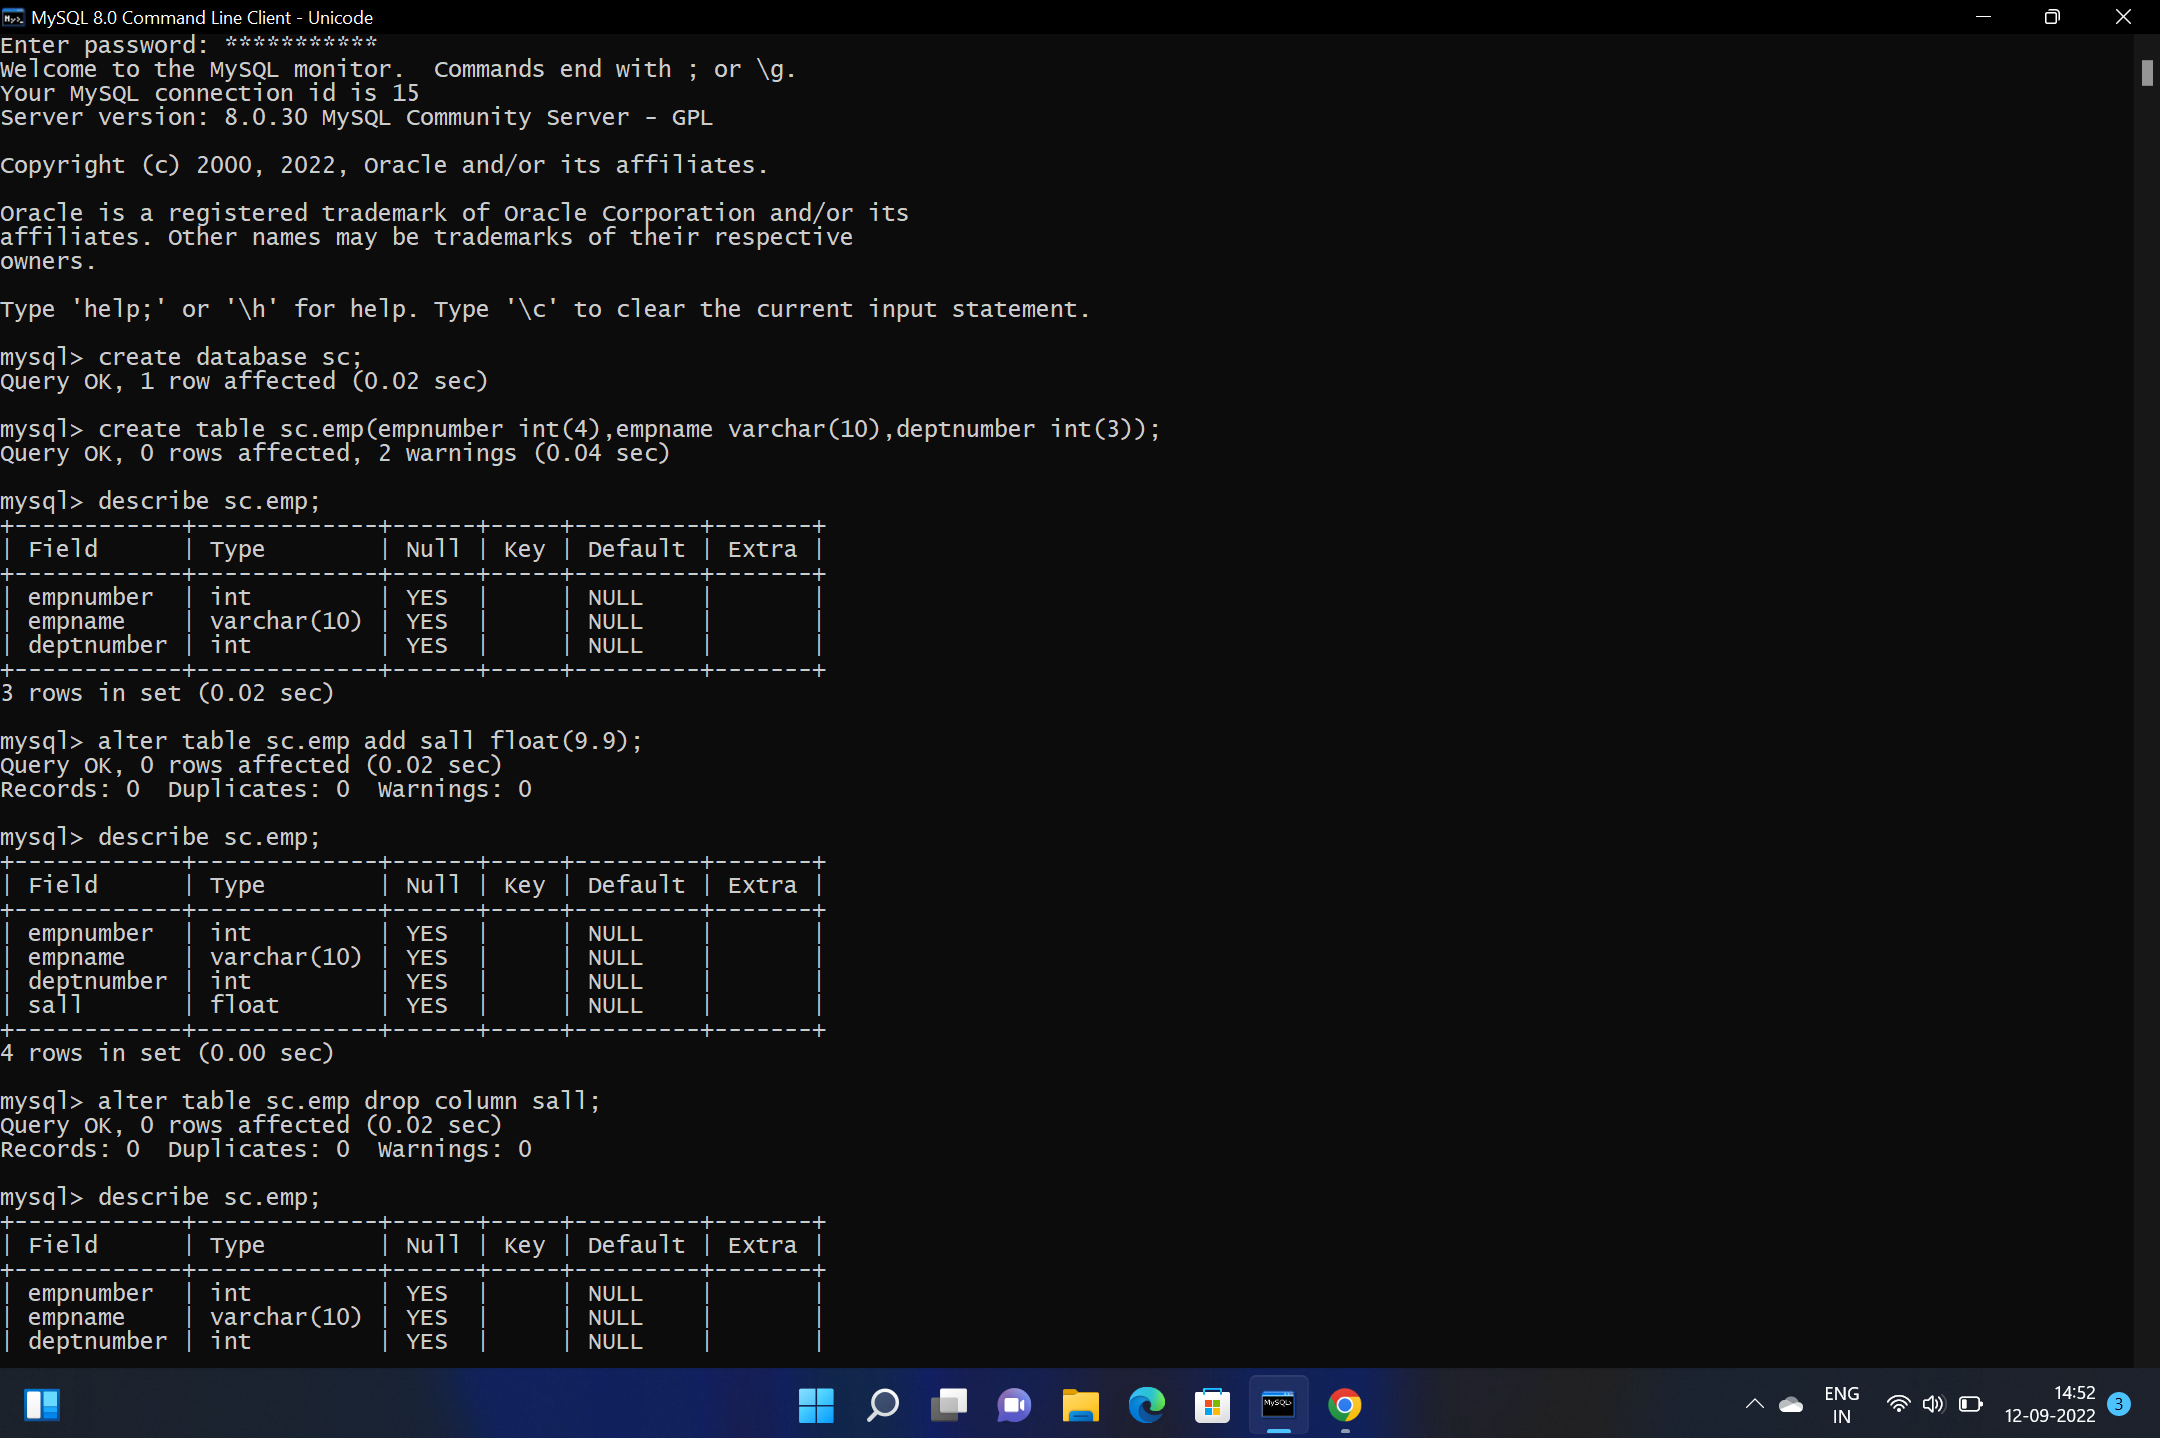 MySQL 8.0 Command Line Client - Unicode
Enter password: ***********
Welcome to the MySQL monitor.  Commands end with ; or \g.
Your MySQL connection id is 15
Server version: 8.0.30 MySQL Community Server - GPL
Copyright (c) 2000, 2022, Oracle and/or its affiliates.
Oracle is a registered trademark of Oracle Corporation and/or its
affiliates. Other names may be trademarks of their respective
owners.
Type 'help;' or '\h' for help. Type '\c' to clear the current input statement.
mysql> create database sc;
Query OK, 1 row affected (0.02 sec)
mysql> create table sc.emp(empnumber int(4),empname varchar(10),deptnumber int(3));
Query OK, 0 rows affected, 2 warnings (0.04 sec)
mysql> describe sc.emp;
+------------+-------------+------+-----+---------+-------+
| Field      | Type        | Null | Key | Default | Extra |
+------------+-------------+------+-----+---------+-------+
| empnumber  | int         | YES  |     | NULL    |       |
| empname    | varchar(10) | YES  |     | NULL    |       |
| deptnumber | int         | YES  |     | NULL    |       |
+------------+-------------+------+-----+---------+-------+
3 rows in set (0.02 sec)
mysql> alter table sc.emp add sall float(9.9);
Query OK, 0 rows affected (0.02 sec)
Records: 0  Duplicates: 0  Warnings: 0
mysql> describe sc.emp;
+------------+-------------+------+-----+---------+-------+
| Field      | Type        | Null | Key | Default | Extra |
+------------+-------------+------+-----+---------+-------+
| empnumber  | int         | YES  |     | NULL    |       |
| empname    | varchar(10) | YES  |     | NULL    |       |
| deptnumber | int         | YES  |     | NULL    |       |
| sall       | float       | YES  |     | NULL    |       |
+------------+-------------+------+-----+---------+-------+
4 rows in set (0.00 sec)
mysql> alter table sc.emp drop column sall;
Query OK, 0 rows affected (0.02 sec)
Records: 0  Duplicates: 0  Warnings: 0
mysql> describe sc.emp;
+------------+-------------+------+-----+---------+-------+
| Field      | Type        | Null | Key | Default | Extra |
+------------+-------------+------+-----+---------+-------+
| empnumber  | int         | YES  |     | NULL    |       |
| empname    | varchar(10) | YES  |     | NULL    |       |
| deptnumber | int         | YES  |     | NULL    |       |
MySQL>
ENG
IN
14:52
12-09-2022
3